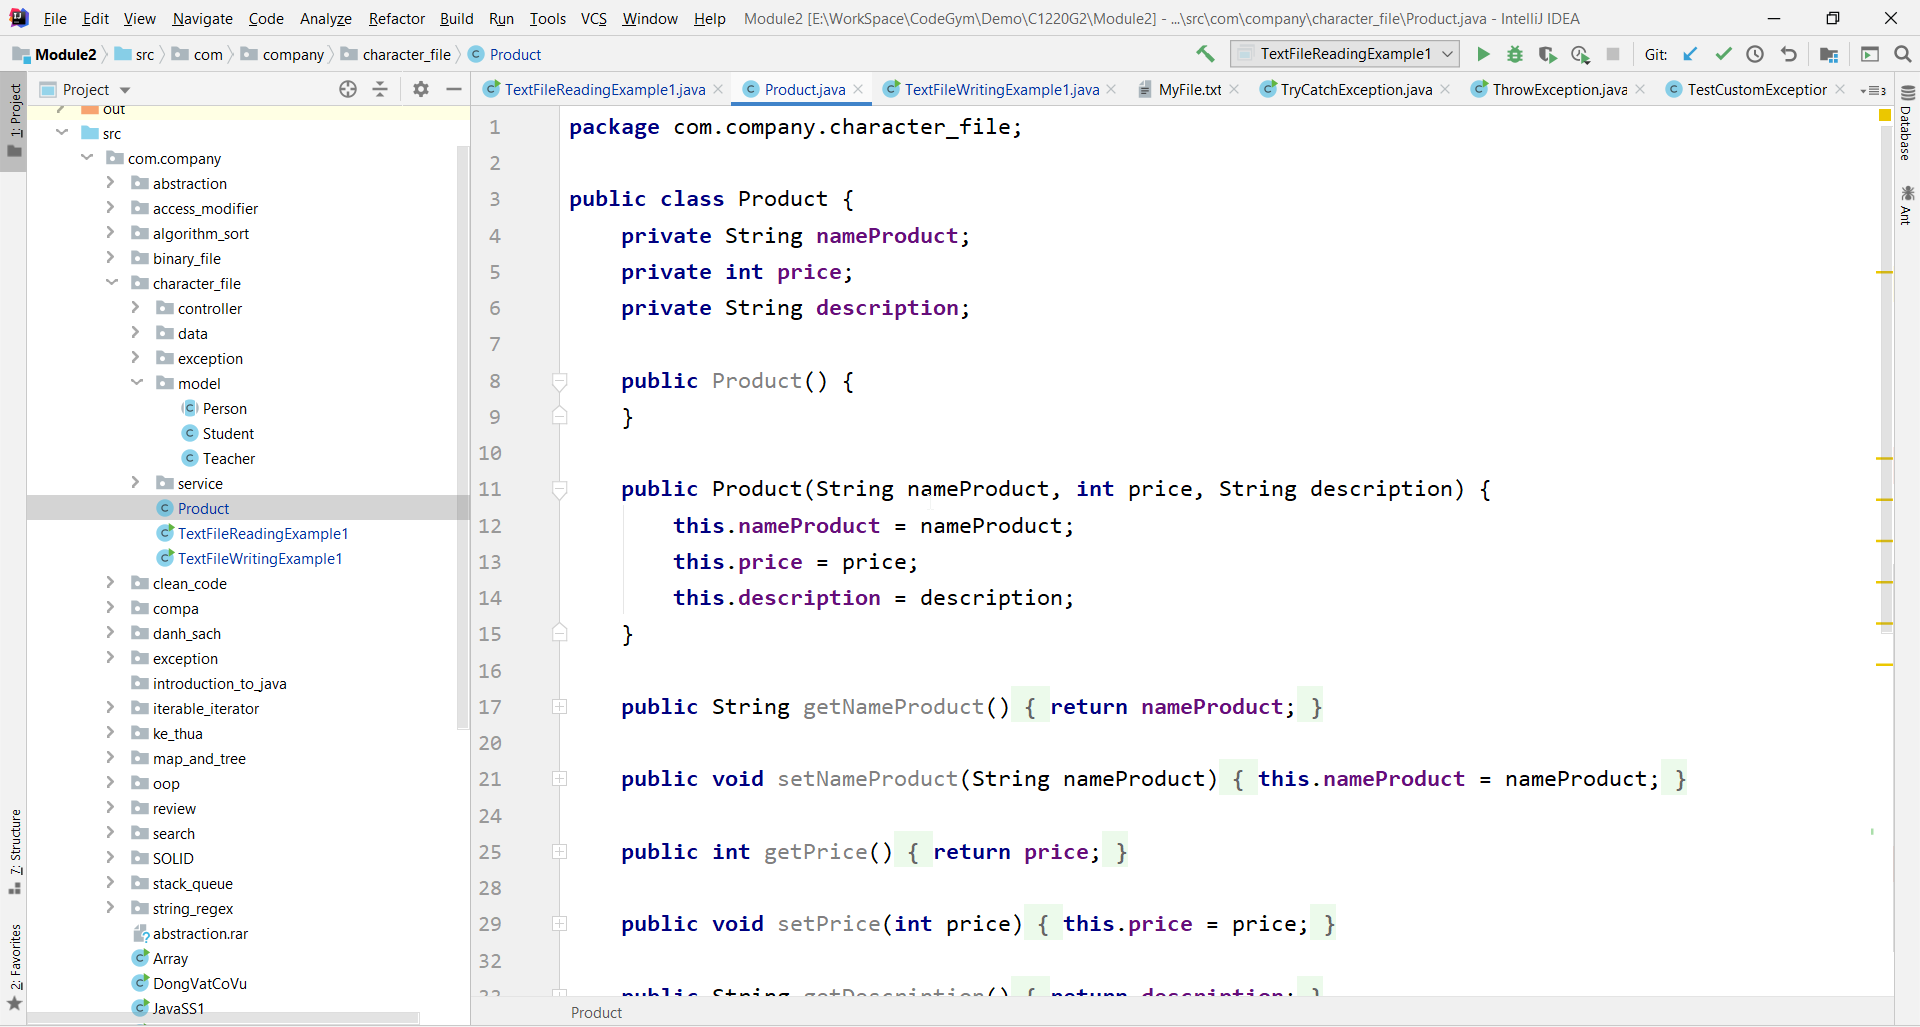 File Edit View Navigate Code Analyze Refactor Build Run Tools VCS Window Help Module2 [E:\WorkSpace\CodeGym\Demo\C1220G2\Module2] - ...\src\com\company\character_file\Product.java - IntelliJ IDEA
Module2 src com company character_file Product TextFileReadingExample1 Git:
Project TextFileReadingExample1.java Product.java TextFileWritingExample1.java MyFile.txt TryCatchException.java ThrowException.java TestCustomException 3
1: Project
7: Structure
2: Favorites
out
src
com.company
abstraction
access_modifier
algorithm_sort
binary_file
character_file
controller
data
exception
model
Person
Student
Teacher
service
Product
TextFileReadingExample1
TextFileWritingExample1
clean_code
compa
danh_sach
exception
introduction_to_java
iterable_iterator
ke_thua
map_and_tree
oop
review
search
SOLID
stack_queue
string_regex
abstraction.rar
Array
DongVatCoVu
JavaSS1
1 package com.company.character_file;
2
3 public class Product {
4 private String nameProduct;
5 private int price;
6 private String description;
7
8 public Product() {
9 }
10
11 public Product(String nameProduct, int price, String description) {
12 this.nameProduct = nameProduct;
13 this.price = price;
14 this.description = description;
15 }
16
17 public String getNameProduct() { return nameProduct; }
20
21 public void setNameProduct(String nameProduct) { this.nameProduct = nameProduct; }
24
25 public int getPrice() { return price; }
28
29 public void setPrice(int price) { this.price = price; }
32
33 public String getDescription() { return description; }
Product
Database
Ant